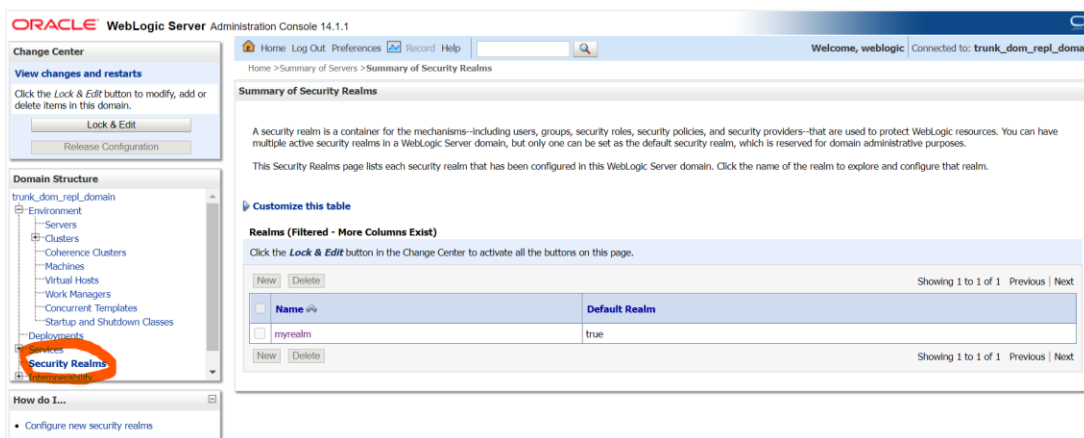 ORACLE WebLogic Server Administration Console 14.1.1
Change Center
View changes and restarts
Click the Lock & Edit button to modify, add or
delete items in this domain.
Lock & Edit
Release Configuration
Domain Structure
trunk_dom_repl_domain
Environment
Servers
Clusters
Coherence Clusters
Machines
Virtual Hosts
Work Managers
Concurrent Templates
Startup and Shutdown Classes
Deployments
Services
Security Realms
Interoperability
How do I...
Configure new security realms
Home Log Out Preferences Record Help
Welcome, weblogic Connected to: trunk_dom_repl_doma
Home >Summary of Servers >Summary of Security Realms
Summary of Security Realms
A security realm is a container for the mechanisms--including users, groups, security roles, security policies, and security providers--that are used to protect WebLogic resources. You can have
multiple active security realms in a WebLogic Server domain, but only one can be set as the default security realm, which is reserved for domain administrative purposes.
This Security Realms page lists each security realm that has been configured in this WebLogic Server domain. Click the name of the realm to explore and configure that realm.
Customize this table
Realms (Filtered - More Columns Exist)
Click the Lock & Edit button in the Change Center to activate all the buttons on this page.
New Delete Showing 1 to 1 of 1 Previous Next
Name Default Realm
myrealm true
New Delete Showing 1 to 1 of 1 Previous Next